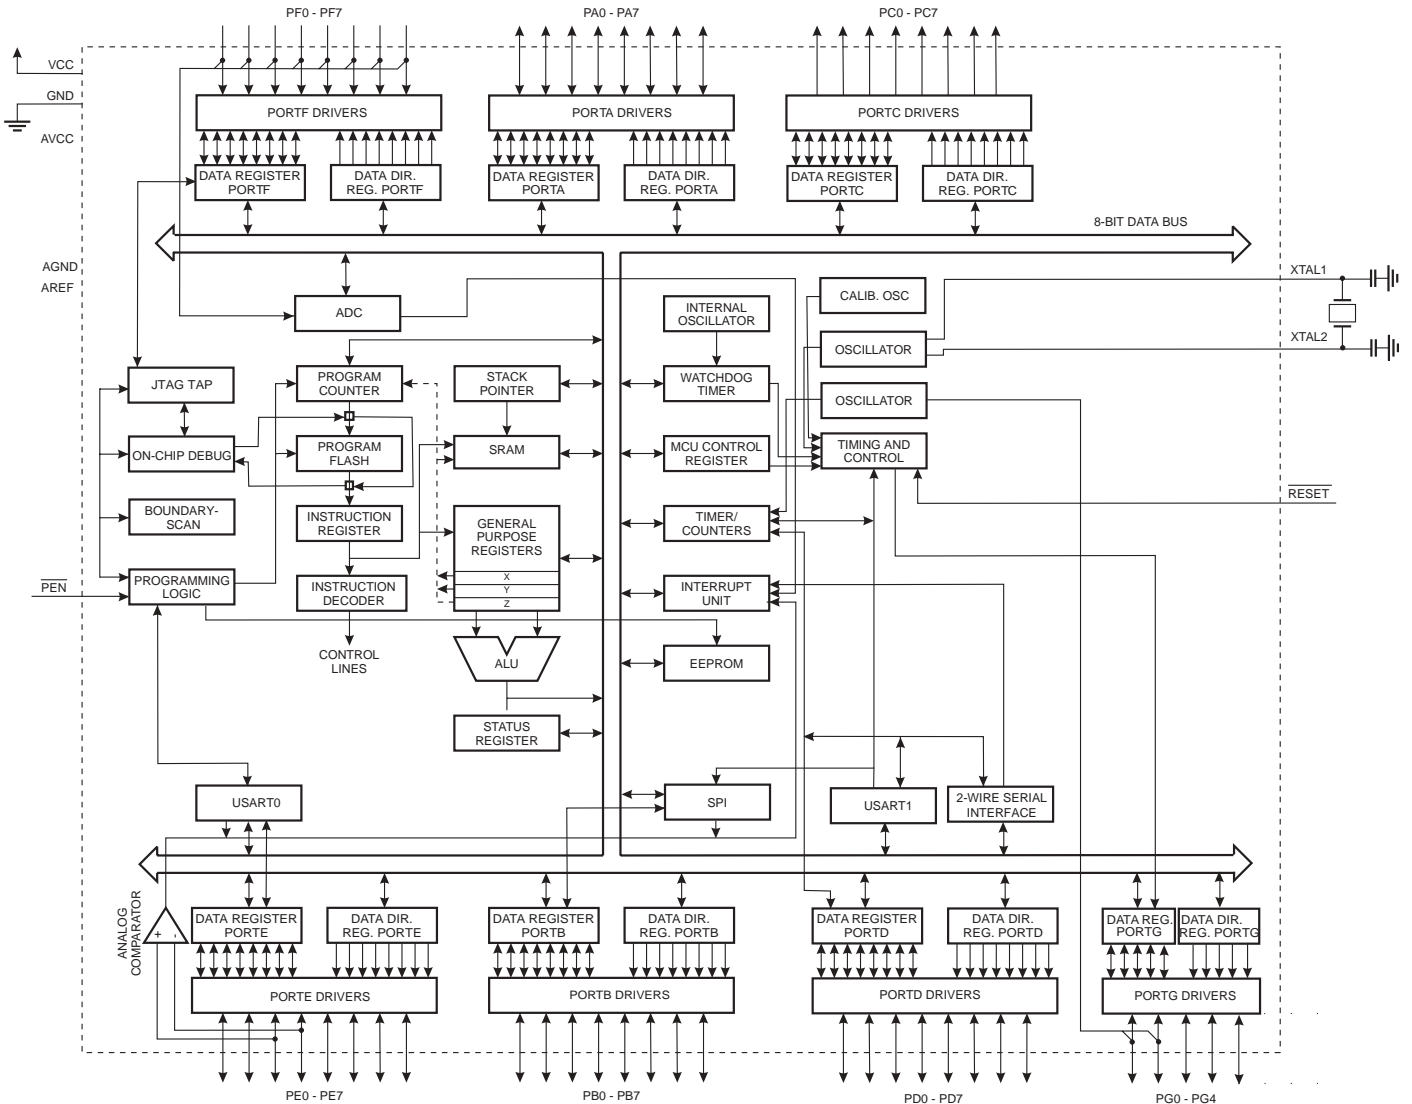 PF0 - PF7
PA0 - PA7
PC0 - PC7
VCC
GND
AVCC
PORTF DRIVERS
PORTA DRIVERS
PORTC DRIVERS
DATA REGISTER
PORTF
DATA DIR.
REG. PORTF
DATA REGISTER
PORTA
DATA DIR.
REG. PORTA
DATA REGISTER
PORTC
DATA DIR.
REG. PORTC
8-BIT DATA BUS
AGND
AREF
XTAL1
XTAL2
ADC
INTERNAL
OSCILLATOR
CALIB. OSC
OSCILLATOR
JTAG TAP
PROGRAM
COUNTER
STACK
POINTER
WATCHDOG
TIMER
OSCILLATOR
ON-CHIP DEBUG
PROGRAM
FLASH
SRAM
MCU CONTROL
REGISTER
TIMING AND
CONTROL
RESET
BOUNDARY-
SCAN
INSTRUCTION
REGISTER
GENERAL
PURPOSE
REGISTERS
X
Y
Z
TIMER/
COUNTERS
PEN
PROGRAMMING
LOGIC
INSTRUCTION
DECODER
INTERRUPT
UNIT
CONTROL
LINES
ALU
EEPROM
STATUS
REGISTER
USART0
SPI
USART1
2-WIRE SERIAL
INTERFACE
ANALOG
COMPARATOR
+
-
DATA REGISTER
PORTE
DATA DIR.
REG. PORTE
DATA REGISTER
PORTB
DATA DIR.
REG. PORTB
DATA REGISTER
PORTD
DATA DIR.
REG. PORTD
DATA REG.
PORTG
DATA DIR.
REG. PORTG
PORTE DRIVERS
PORTB DRIVERS
PORTD DRIVERS
PORTG DRIVERS
PE0 - PE7
PB0 - PB7
PD0 - PD7
PG0 - PG4